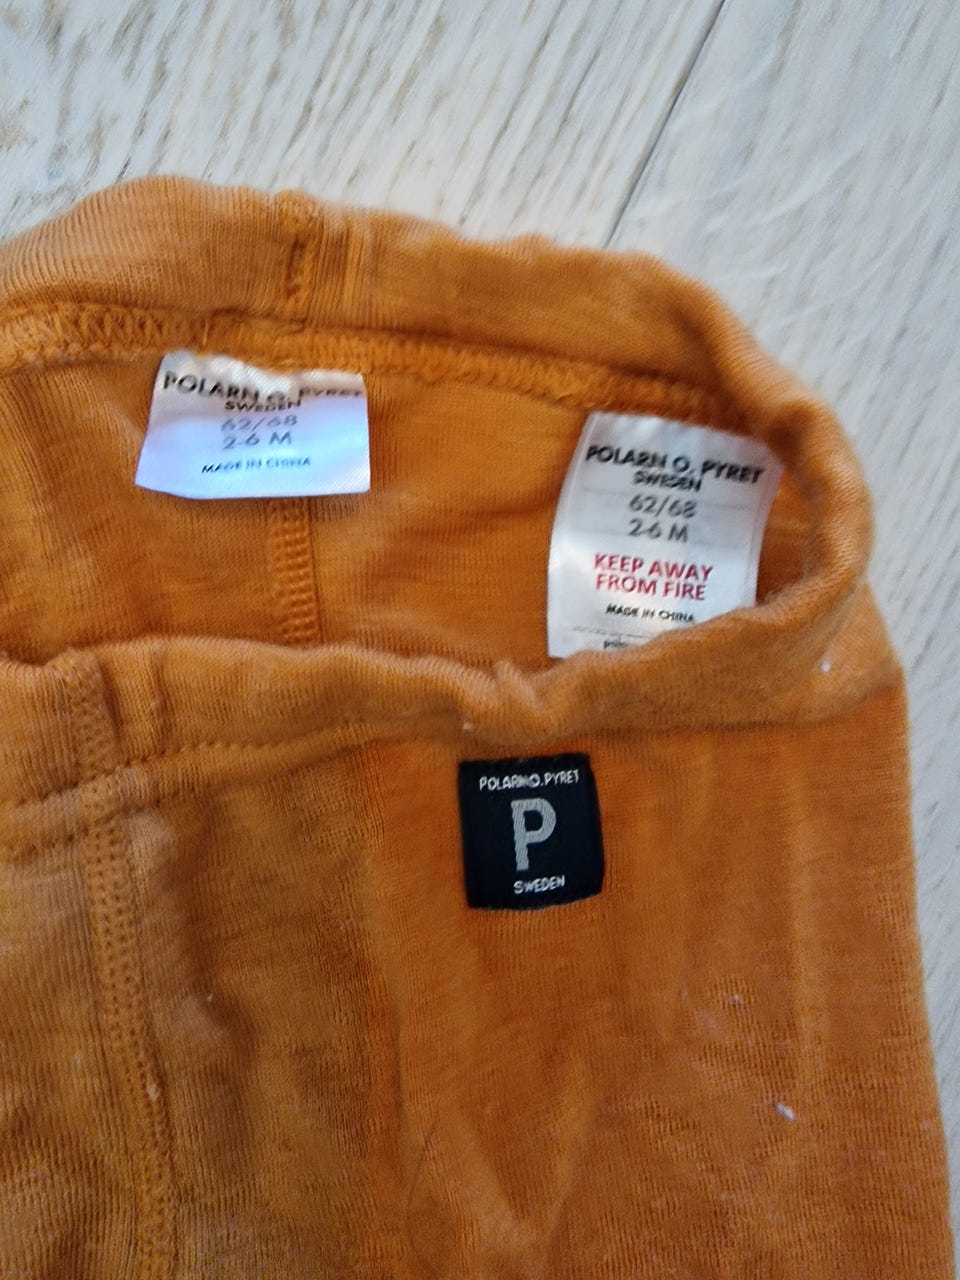 POLARN O. PYRET
SWEDEN
62/68
2-6 M
MADE IN CHINA
POLARN O. PYRET
SWEDEN
62/68
2-6 M
KEEP AWAY
FROM FIRE
MADE IN CHINA
POLARN O. PYRET
P
SWEDEN